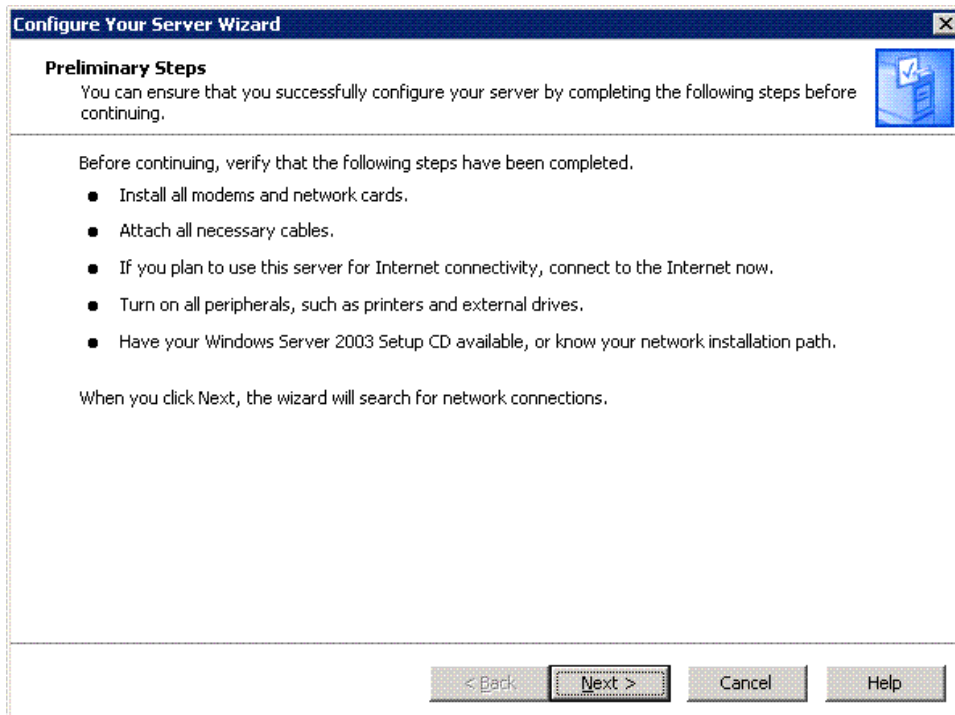 Configure Your Server Wizard
Preliminary Steps
You can ensure that you successfully configure your server by completing the following steps before
continuing.
Before continuing, verify that the following steps have been completed.
● Install all modems and network cards.
● Attach all necessary cables.
● If you plan to use this server for Internet connectivity, connect to the Internet now.
● Turn on all peripherals, such as printers and external drives.
● Have your Windows Server 2003 Setup CD available, or know your network installation path.
When you click Next, the wizard will search for network connections.
< Back Next > Cancel Help